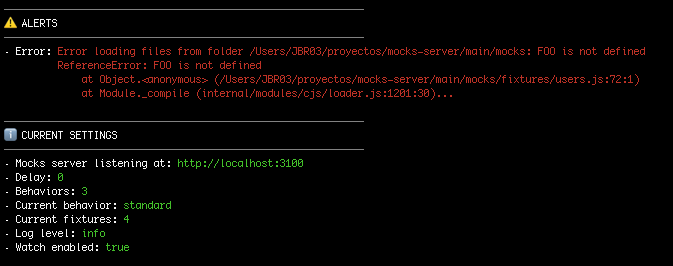 ⚠️ ALERTS
- Error: Error loading files from folder /Users/JBR03/proyectos/mocks-server/main/mocks: FOO is not defined
ReferenceError: FOO is not defined
at Object.<anonymous> (/Users/JBR03/proyectos/mocks-server/main/mocks/fixtures/users.js:72:1)
at Module._compile (internal/modules/cjs/loader.js:1201:30)...
ℹ️ CURRENT SETTINGS
- Mocks server listening at: http://localhost:3100
- Delay: 0
- Behaviors: 3
- Current behavior: standard
- Current fixtures: 4
- Log level: info
- Watch enabled: true